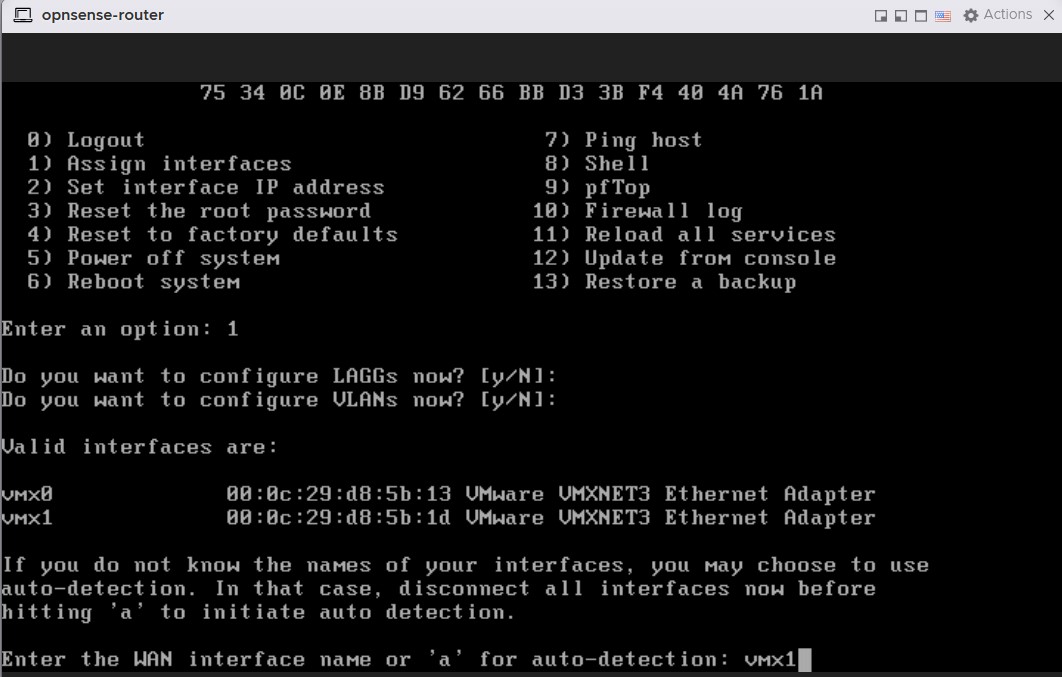 opnsense-router Actions
75 34 0C 0E 8B D9 62 66 BB D3 3B F4 40 4A 76 1A
0) Logout 7) Ping host
1) Assign interfaces 8) Shell
2) Set interface IP address 9) pfTop
3) Reset the root password 10) Firewall log
4) Reset to factory defaults 11) Reload all services
5) Power off system 12) Update from console
6) Reboot system 13) Restore a backup
Enter an option: 1
Do you want to configure LAGGs now? [y/N]:
Do you want to configure VLANs now? [y/N]:
Valid interfaces are:
vmx0 00:0c:29:d8:5b:13 VMware VMXNET3 Ethernet Adapter
vmx1 00:0c:29:d8:5b:1d VMware VMXNET3 Ethernet Adapter
If you do not know the names of your interfaces, you may choose to use
auto-detection. In that case, disconnect all interfaces now before
hitting 'a' to initiate auto detection.
Enter the WAN interface name or 'a' for auto-detection: vmx1